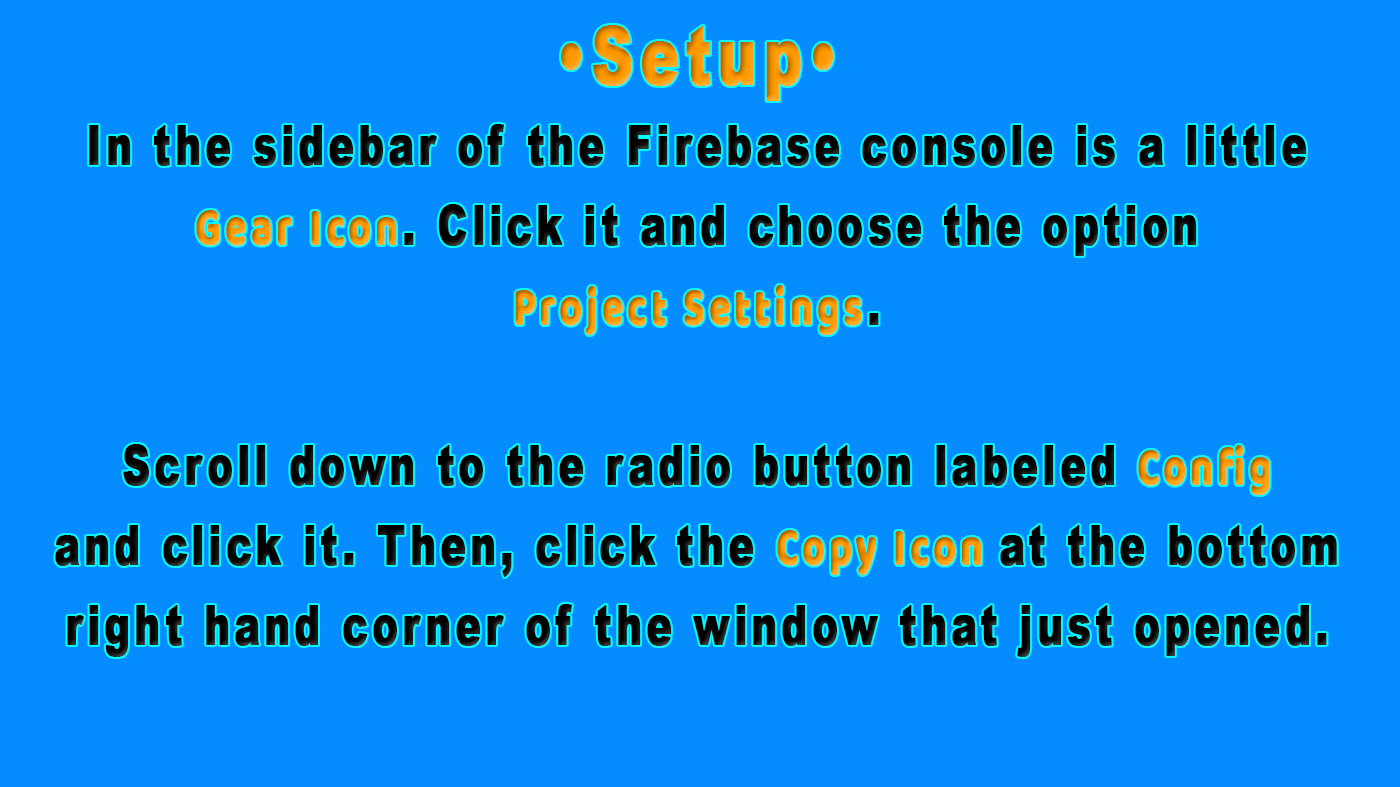 •Setup•
In the sidebar of the Firebase console is a little
Gear Icon. Click it and choose the option
Project Settings.
Scroll down to the radio button labeled Config
and click it. Then, click the Copy Icon at the bottom
right hand corner of the window that just opened.